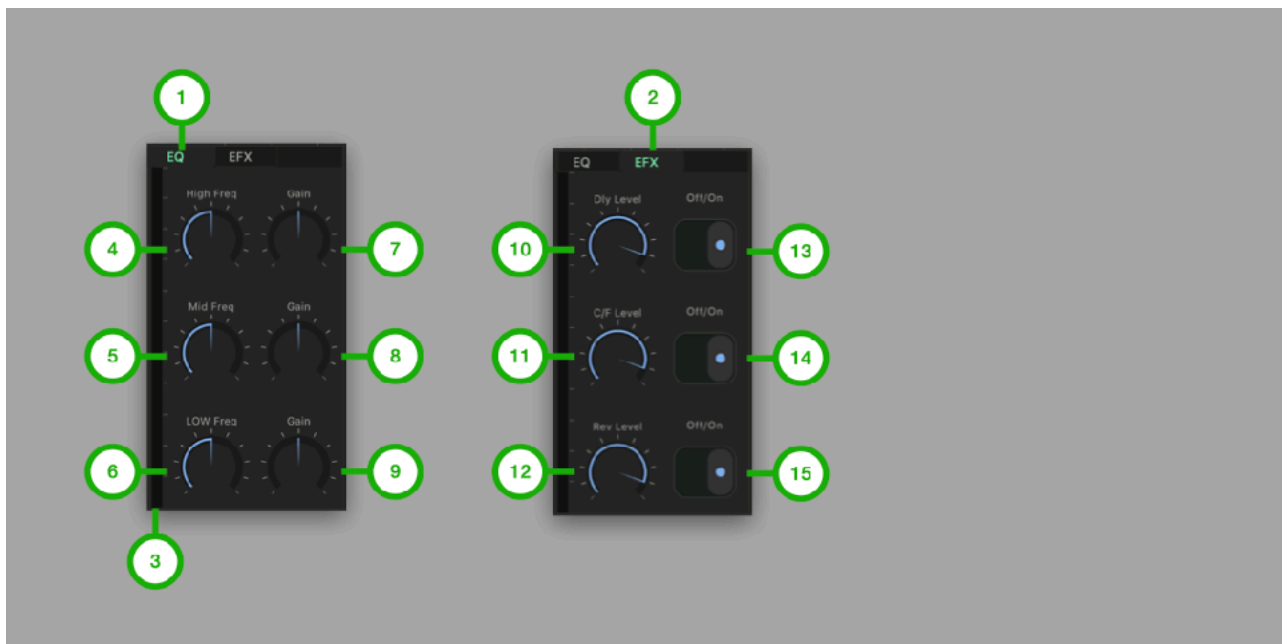 1
2
EQ EFX
EQ EFX
High Freq Gain
Dly Level Off/On
4
7
10
13
Mid Freq Gain
C/F Level Off/On
5
8
11
14
LOW Freq Gain
Rev Level Off/On
6
9
12
15
3